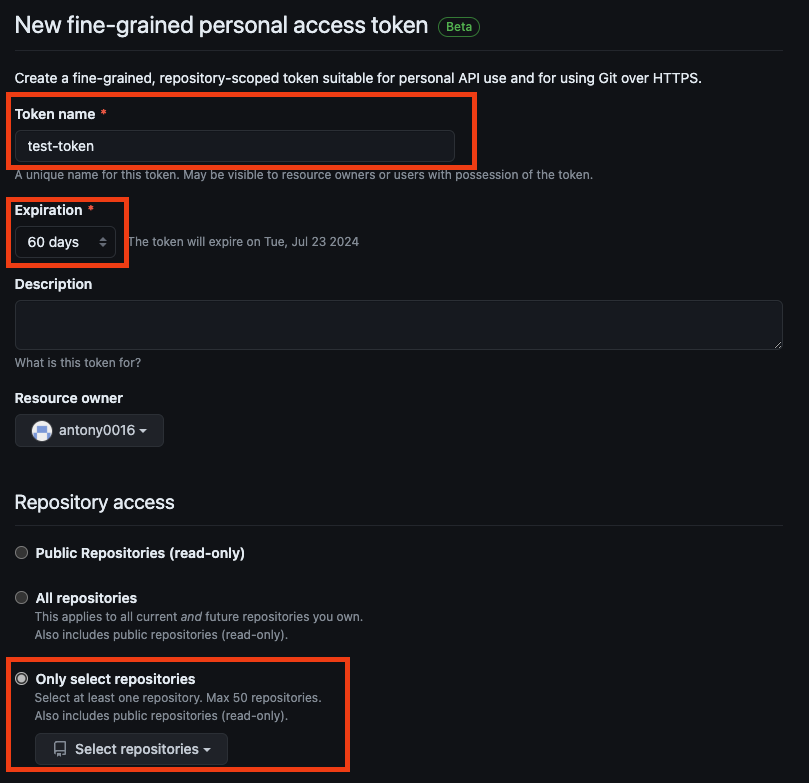 New fine-grained personal access token Beta
Create a fine-grained, repository-scoped token suitable for personal API use and for using Git over HTTPS.
Token name *
test-token
A unique name for this token. May be visible to resource owners or users with possession of the token.
Expiration *
60 days The token will expire on Tue, Jul 23 2024
Description
What is this token for?
Resource owner
antony0016
Repository access
Public Repositories (read-only)
All repositories
This applies to all current and future repositories you own.
Also includes public repositories (read-only).
Only select repositories
Select at least one repository. Max 50 repositories.
Also includes public repositories (read-only).
Select repositories